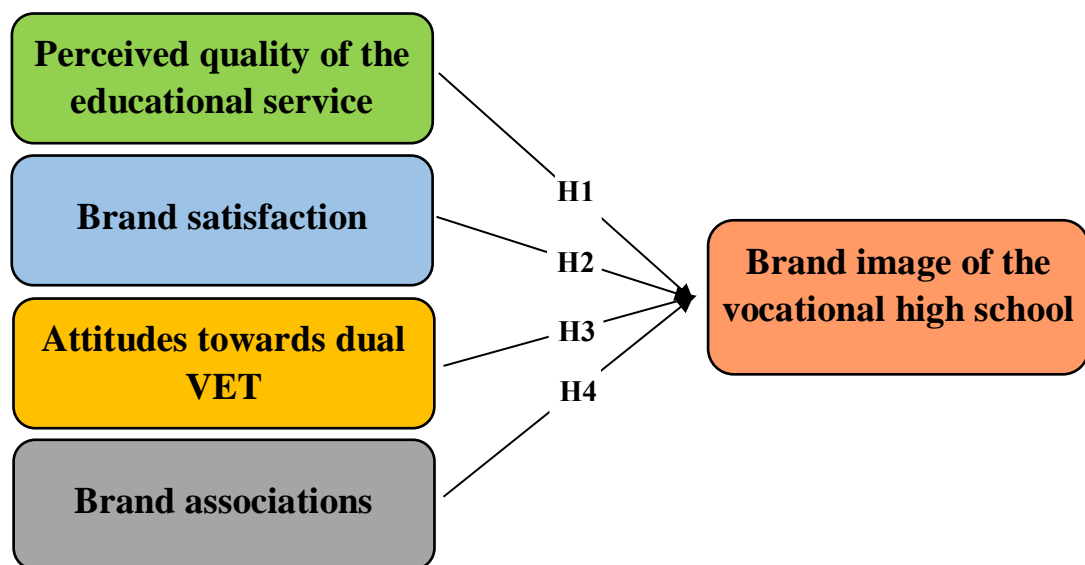 Perceived quality of the
educational service
Brand satisfaction
Attitudes towards dual
VET
Brand associations
H1
H2
H3
H4
Brand image of the
vocational high school